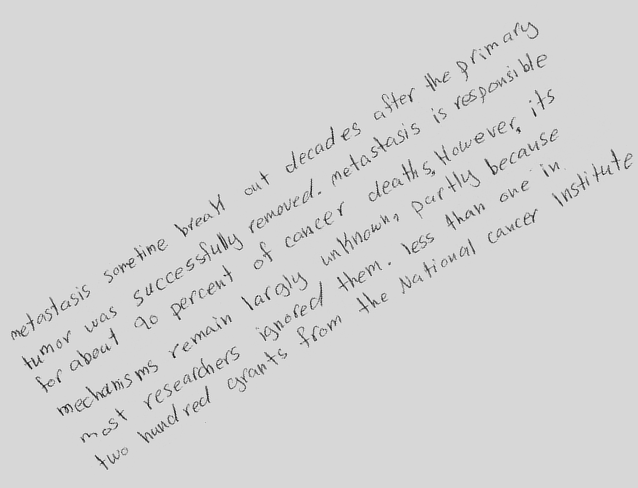 metastasis sometime break out decades after the primary
tumor was successfully removed. metastasis is responsible
for about 90 percent of cancer deaths, However, its
mechanisms remain largly unknown, partly because
most researchers ignored them. less than one in
two hundred grants from the National cancer Institute